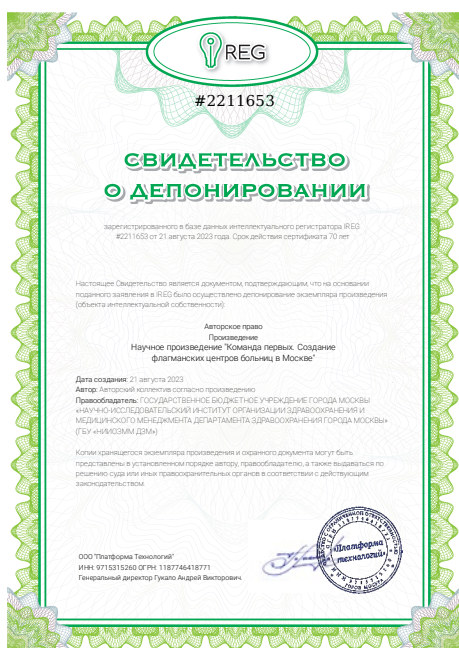 REG
#2211653
СВИДЕТЕЛЬСТВО
О ДЕПОНИРОВАНИИ
зарегистрированного в базе данных интеллектуального регистратора IREG
#2211653 от 21 августа 2023 года. Срок действия сертификата 70 лет
Настоящее Свидетельство является документом, подтверждающим, что на основании
поданного заявления в IREG было осуществлено депонирование экземпляра произведения
(объекта интеллектуальной собственности):
Авторское право
Произведение
Научное произведение "Команда первых. Создание
флагманских центров больниц в Москве"
Дата создания: 21 августа 2023
Автор: Авторский коллектив согласно произведению
Правообладатель: ГОСУДАРСТВЕННОЕ БЮДЖЕТНОЕ УЧРЕЖДЕНИЕ ГОРОДА МОСКВЫ
«НАУЧНО-ИССЛЕДОВАТЕЛЬСКИЙ ИНСТИТУТ ОРГАНИЗАЦИИ ЗДРАВООХРАНЕНИЯ И
МЕДИЦИНСКОГО МЕНЕДЖМЕНТА ДЕПАРТАМЕНТА ЗДРАВООХРАНЕНИЯ ГОРОДА МОСКВЫ»
(ГБУ «НИИОЗММ ДЗМ»)
Копии хранящегося экземпляра произведения и охранного документа могут быть
представлены в установленном порядке автору, правообладателю, а также выдаваться по
решению суда или иных правоохранительных органов в соответствии с действующим
законодательством.
ООО "Платформа Технологий"
ИНН: 9715315260 ОГРН: 1187746418771
Генеральный директор Гукало Андрей Викторович
«Платформа
технологий»
ГОРОД МОСКВА